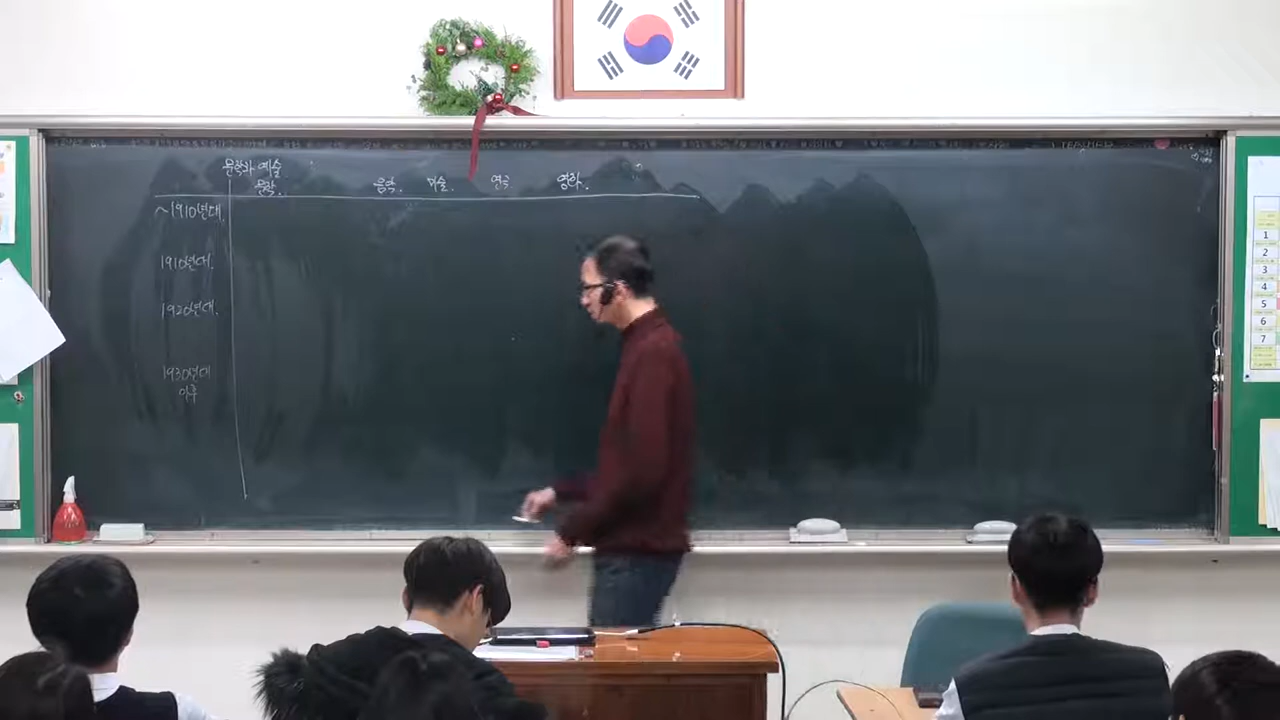 문학과 예술
문학. 음악. 미술. 연극 영화.
~1910년대.
1910년대.
1920년대.
1930년대
이후
1
2
3
4
5
6
7